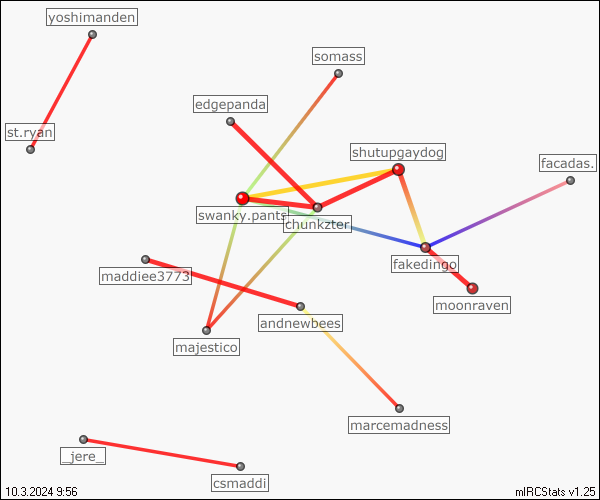 yoshimanden
somass
edgepanda
st.ryan
shutupgaydog
facadas.
swanky.pants
chunkzter
fakedingo
maddiee3773
moonraven
andnewbees
majestico
marcemadness
_jere_
csmaddi
10.3.2024 9:56
mIRCStats v1.25